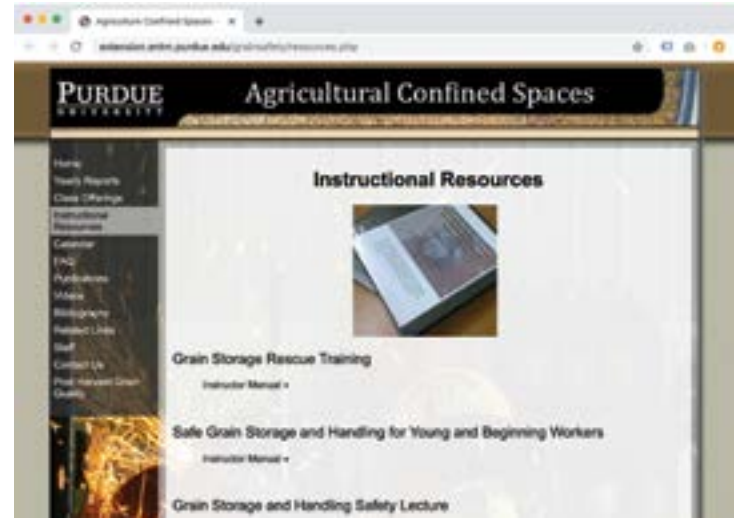 Agriculture Confined Spaces
extension.entm.purdue.edu/grainsafety/resources.php
PURDUE
UNIVERSITY
Agricultural Confined Spaces
Home
Yearly Reports
Class Offerings
Instructional
Resources
Calendar
FAQ
Publications
Videos
Bibliography
Related Links
Staff
Contact Us
Post Harvest Grain
Quality
Instructional Resources
Grain Storage Rescue Training
Instructor Manual »
Safe Grain Storage and Handling for Young and Beginning Workers
Instructor Manual »
Grain Storage and Handling Safety Lecture